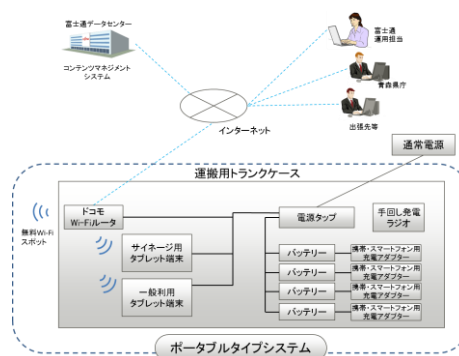 富士通データセンター
コンテンツマネジメント
システム
富士通
運用担当
青森県庁
出張先等
インターネット
通常電源
運搬用トランクケース
ドコモ
Wi-Fiルータ
電源タップ
手回し発電
ラジオ
無料Wi-Fi
スポット
サイネージ用
タブレット端末
一般利用
タブレット端末
バッテリー
携帯・スマートフォン用
充電アダプター
バッテリー
携帯・スマートフォン用
充電アダプター
バッテリー
携帯・スマートフォン用
充電アダプター
バッテリー
携帯・スマートフォン用
充電アダプター
ポータブルタイプシステム